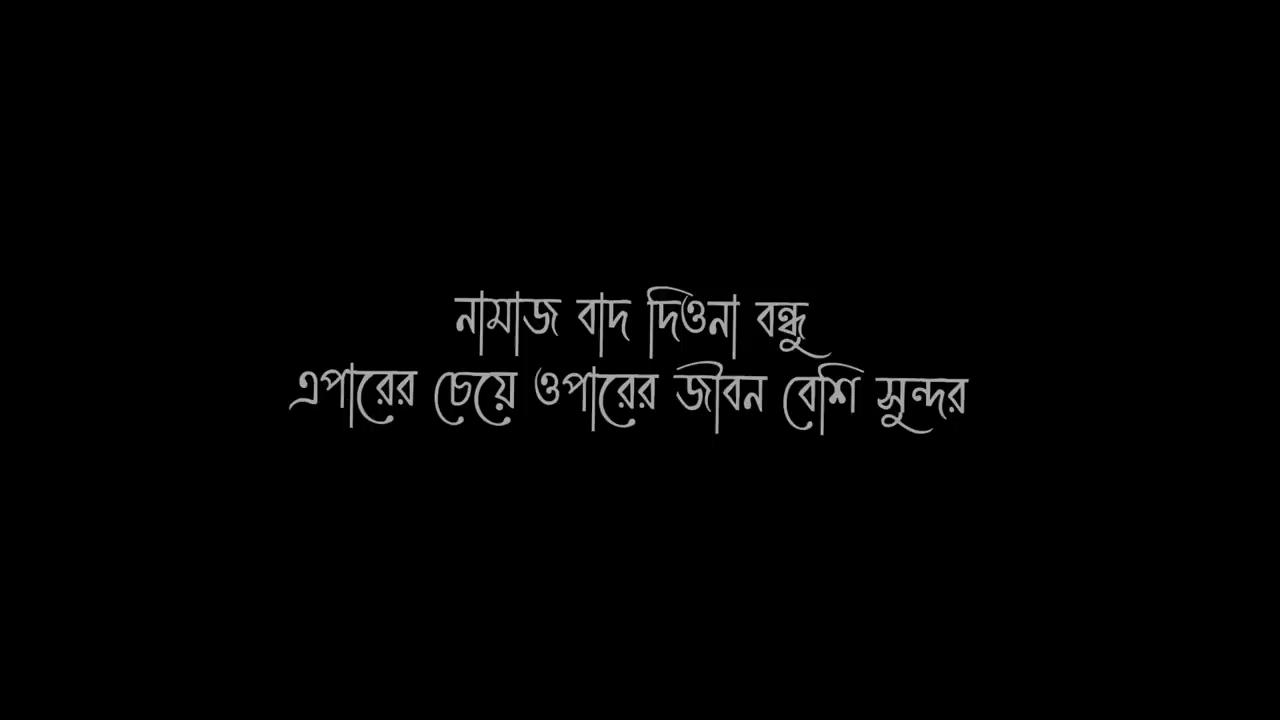 নামাজ বাদ দিওনা বন্ধু
এপারের চেয়ে ওপারের জীবন বেশি সুন্দর